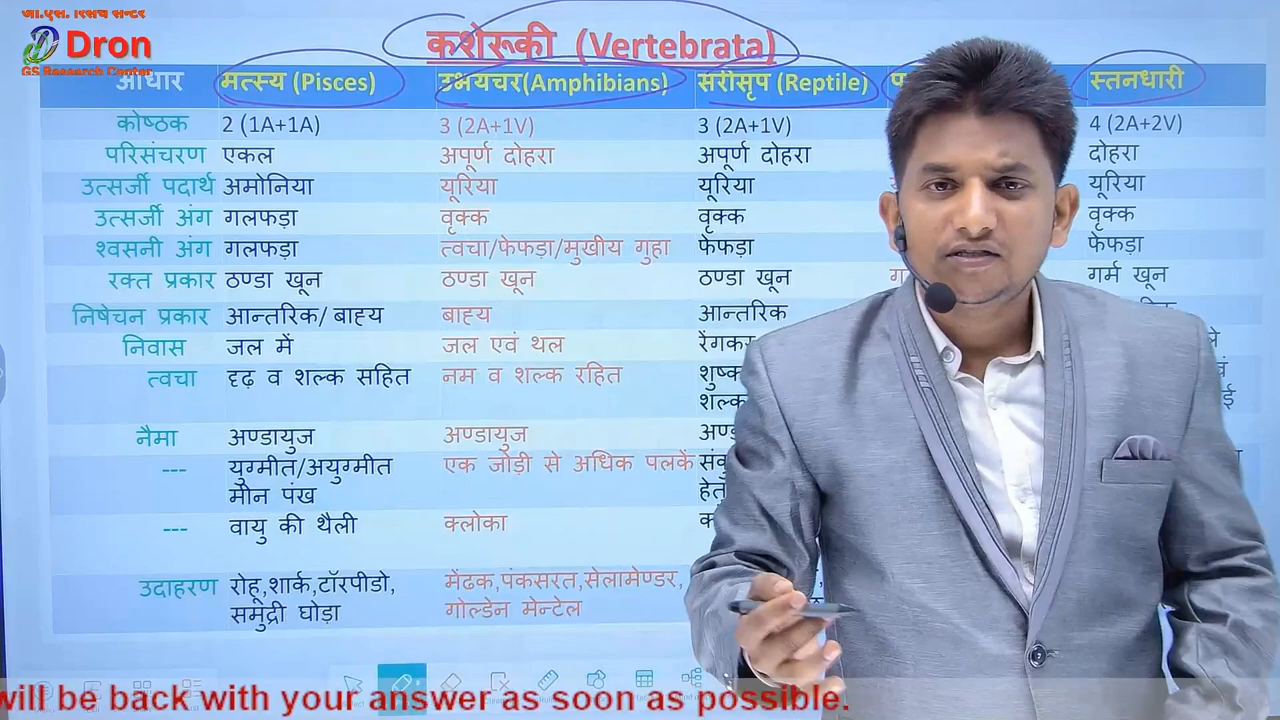 जी.एस. रिसर्च सेन्टर
Dron
GS Research Center
कशेरूकी (Vertebrata)
आधार मत्स्य (Pisces) उभयचर(Amphibians) सरीसृप (Reptile) स्तनधारी
कोष्ठक 2 (1A+1A) 3 (2A+1V) 3 (2A+1V) 4 (2A+2V)
परिसंचरण एकल अपूर्ण दोहरा अपूर्ण दोहरा दोहरा
उत्सर्जी पदार्थ अमोनिया यूरिया यूरिया यूरिया
उत्सर्जी अंग गलफड़ा वृक्क वृक्क वृक्क
श्वसनी अंग गलफड़ा त्वचा/फेफड़ा/मुखीय गुहा फेफड़ा फेफड़ा
रक्त प्रकार ठण्डा खून ठण्डा खून ठण्डा खून गर्म खून
निषेचन प्रकार आन्तरिक/ बाह्य बाह्य आन्तरिक
निवास जल में जल एवं थल रेंगकर
त्वचा दृढ़ व शल्क सहित नम व शल्क रहित शुष्क
शल्क
नैमा अण्डायुज अण्डायुज
--- युग्मीत/अयुग्मीत एक जोड़ी से अधिक पलकें
मीन पंख हेतु
--- वायु की थैली क्लोका
उदाहरण रोहू,शार्क,टॉरपीडो, मेंढक,पंकसरत,सेलामेण्डर,
समुद्री घोड़ा गोल्डेन मेन्टेल
will be back with your answer as soon as possible.